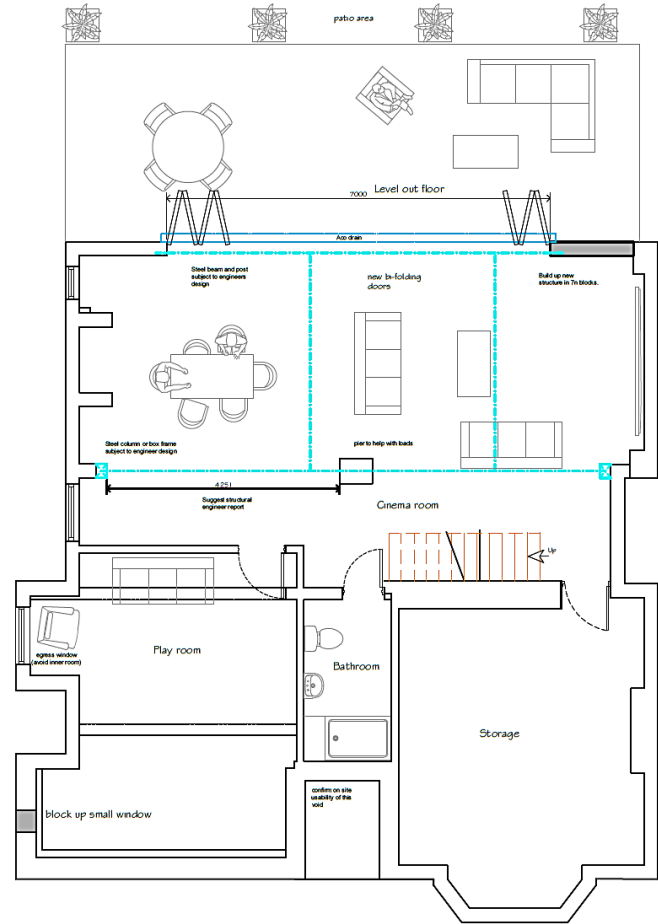 patio area
Level out floor
7000
Aco drain
Steel beam and post
subject to engineers
design
new bi-folding
doors
Build up new
structure in 7n blocks.
Steel column or box frame
subject to engineer design
pier to help with loads
4251
Suggest structural
engineer report
Cinema room
Up
egress window
(avoid inner room)
Play room
Bathroom
Storage
confirm on site
usability of this
void
block up small window